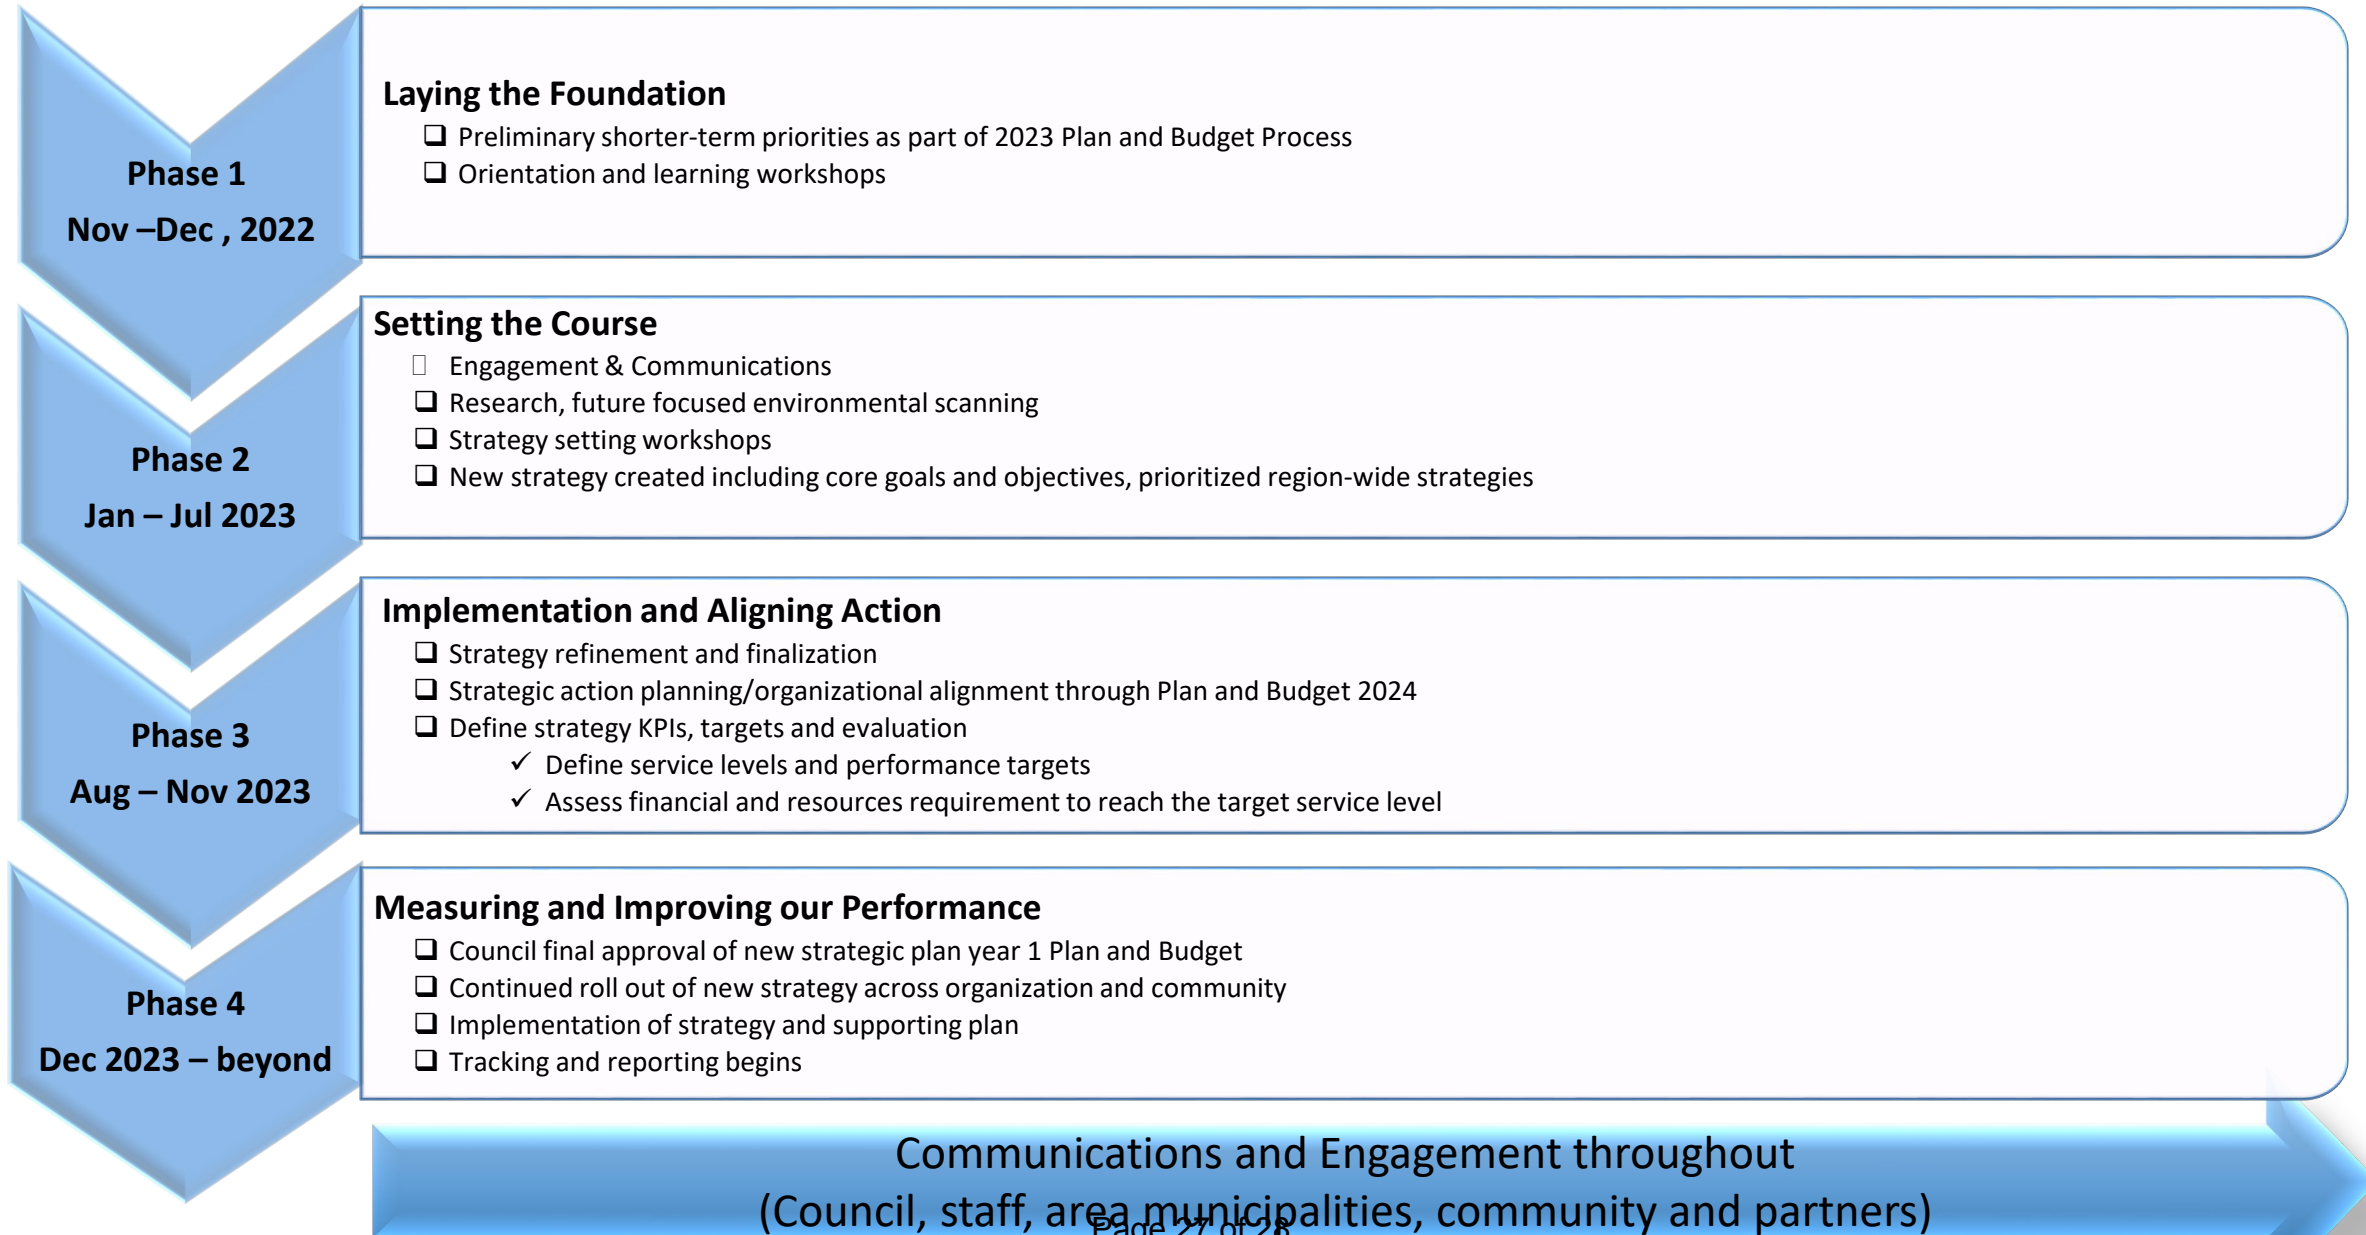 Phase 1
Nov –Dec , 2022
Laying the Foundation
❑ Preliminary shorter-term priorities as part of 2023 Plan and Budget Process
❑ Orientation and learning workshops
Phase 2
Jan – Jul 2023
Setting the Course
Engagement & Communications
❑ Research, future focused environmental scanning
❑ Strategy setting workshops
❑ New strategy created including core goals and objectives, prioritized region-wide strategies
Phase 3
Aug – Nov 2023
Implementation and Aligning Action
❑ Strategy refinement and finalization
❑ Strategic action planning/organizational alignment through Plan and Budget 2024
❑ Define strategy KPIs, targets and evaluation
✓ Define service levels and performance targets
✓ Assess financial and resources requirement to reach the target service level
Phase 4
Dec 2023 – beyond
Measuring and Improving our Performance
❑ Council final approval of new strategic plan year 1 Plan and Budget
❑ Continued roll out of new strategy across organization and community
❑ Implementation of strategy and supporting plan
❑ Tracking and reporting begins
Communications and Engagement throughout
(Council, staff, area municipalities, community and partners)
Page 27 of 28